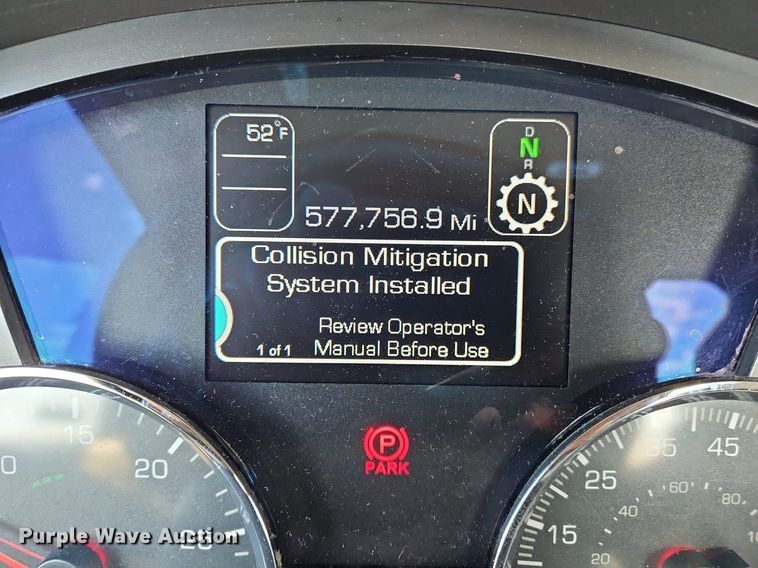 52°F
D
N
R
N
577,756.9 Mi
Collision Mitigation
System Installed
Review Operator's
1 of 1 Manual Before Use
P
PARK
15
20
15
25
35
45
20
60
80
Purple Wave Auction